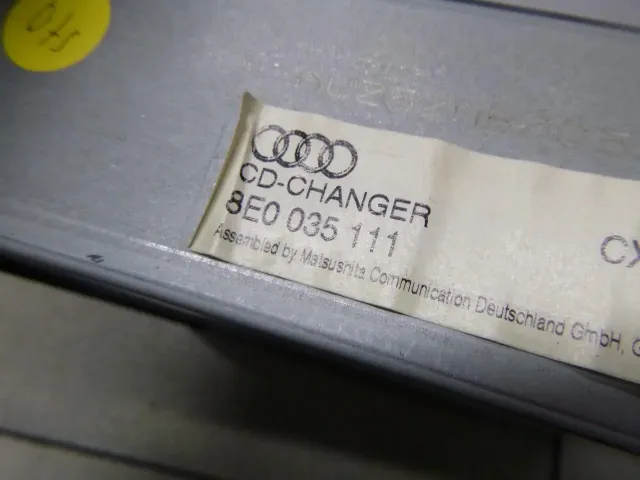 CD-CHANGER
8E0 035 111
CX
Assembled by Matsushita Communication Deutschland GmbH, G